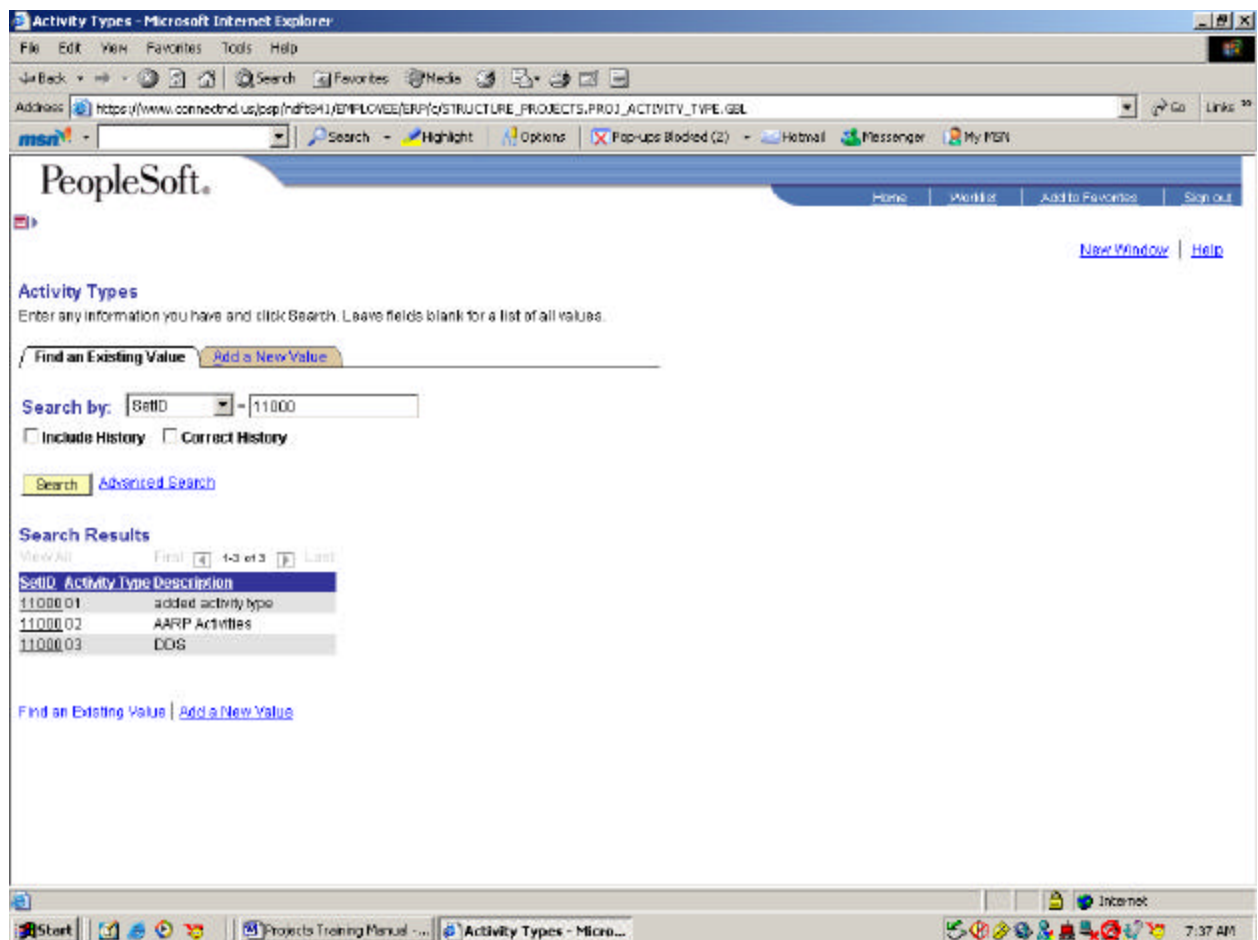 Activity Types - Microsoft Internet Explorer
File Edit View Favorites Tools Help
Back Search Favorites Media
Address https://www.connectnd.us/psp/ndft841/EMPLOYEE/ERP/c/STRUCTURE_PROJECTS.PROJ_ACTIVITY_TYPE.GBL Go Links »
msn Search Highlight Options Pop-ups Blocked (2) Hotmail Messenger My MSN
PeopleSoft.
Home Worklist Add to Favorites Sign out
New Window Help
Activity Types
Enter any information you have and click Search. Leave fields blank for a list of all values.
Find an Existing Value Add a New Value
Search by: SetID = 11000
Include History Correct History
Search Advanced Search
Search Results
View All First 1-3 of 3 Last
SetID Activity Type Description
11000 01 added activity type
11000 02 AARP Activities
11000 03 DDS
Find an Existing Value | Add a New Value
Internet
Start Projects Training Manual -... Activity Types - Micro... 7:37 AM